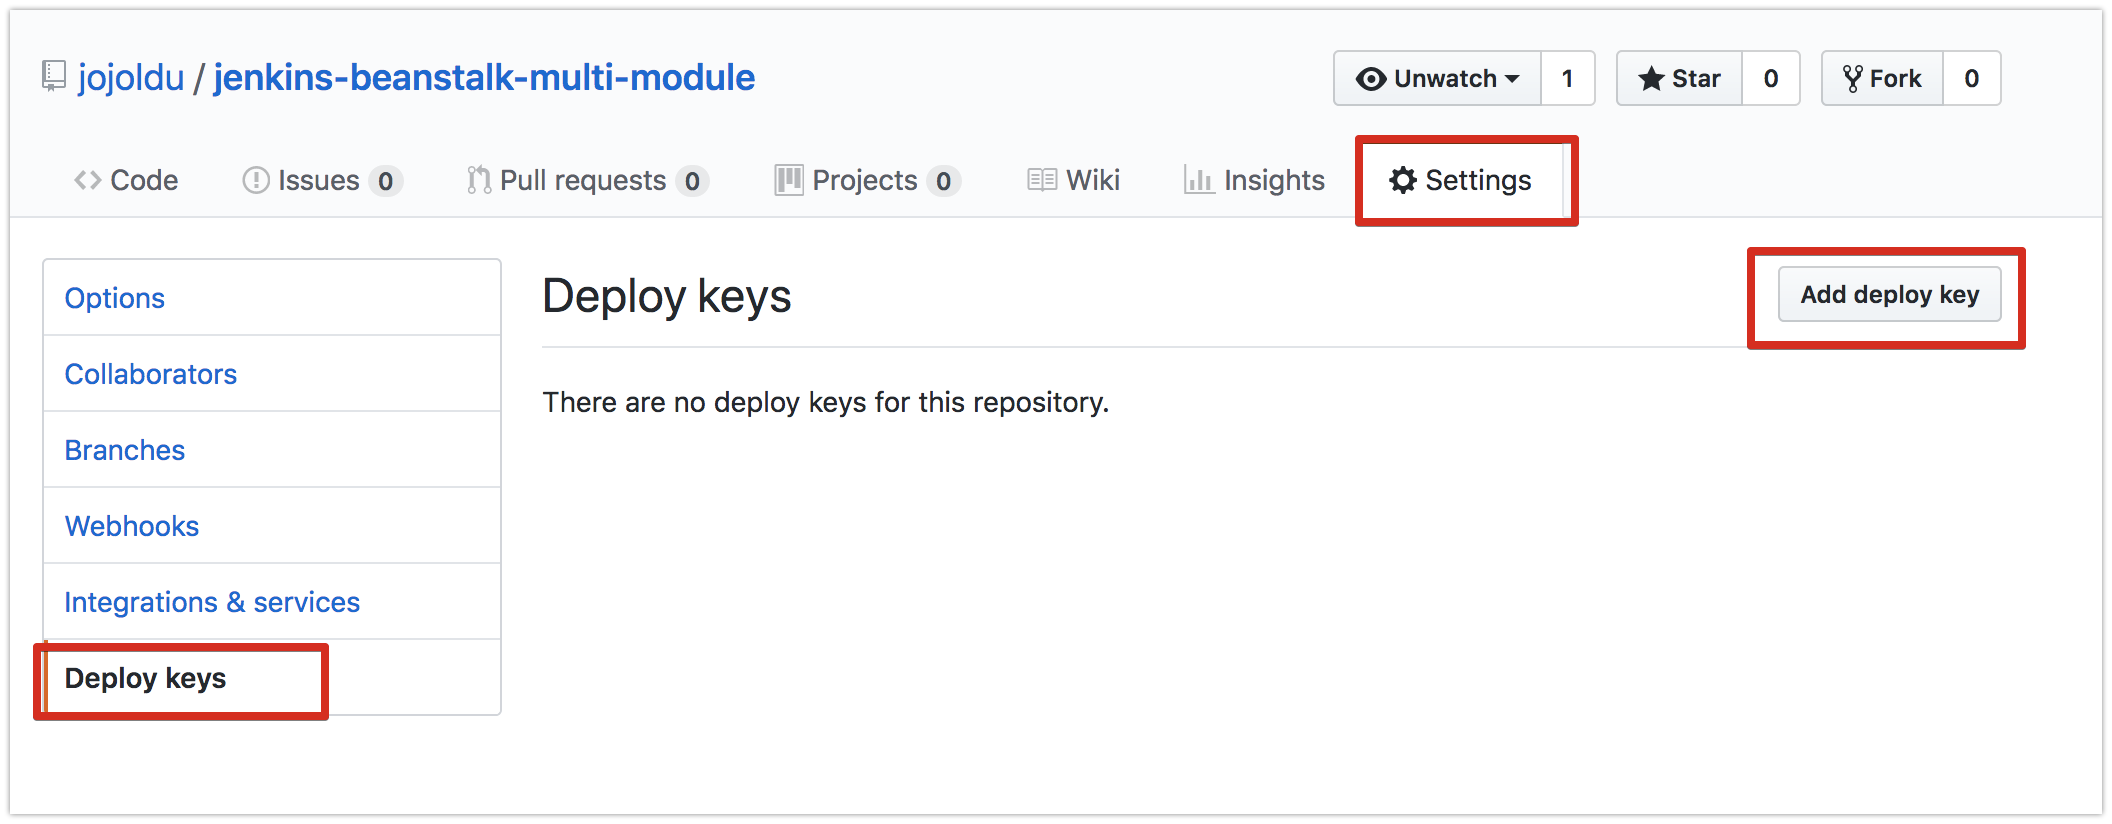 jojoldu / jenkins-beanstalk-multi-module
Unwatch 1 Star 0 Fork 0
Code Issues 0 Pull requests 0 Projects 0 Wiki Insights Settings
Options
Collaborators
Branches
Webhooks
Integrations & services
Deploy keys
Deploy keys
Add deploy key
There are no deploy keys for this repository.